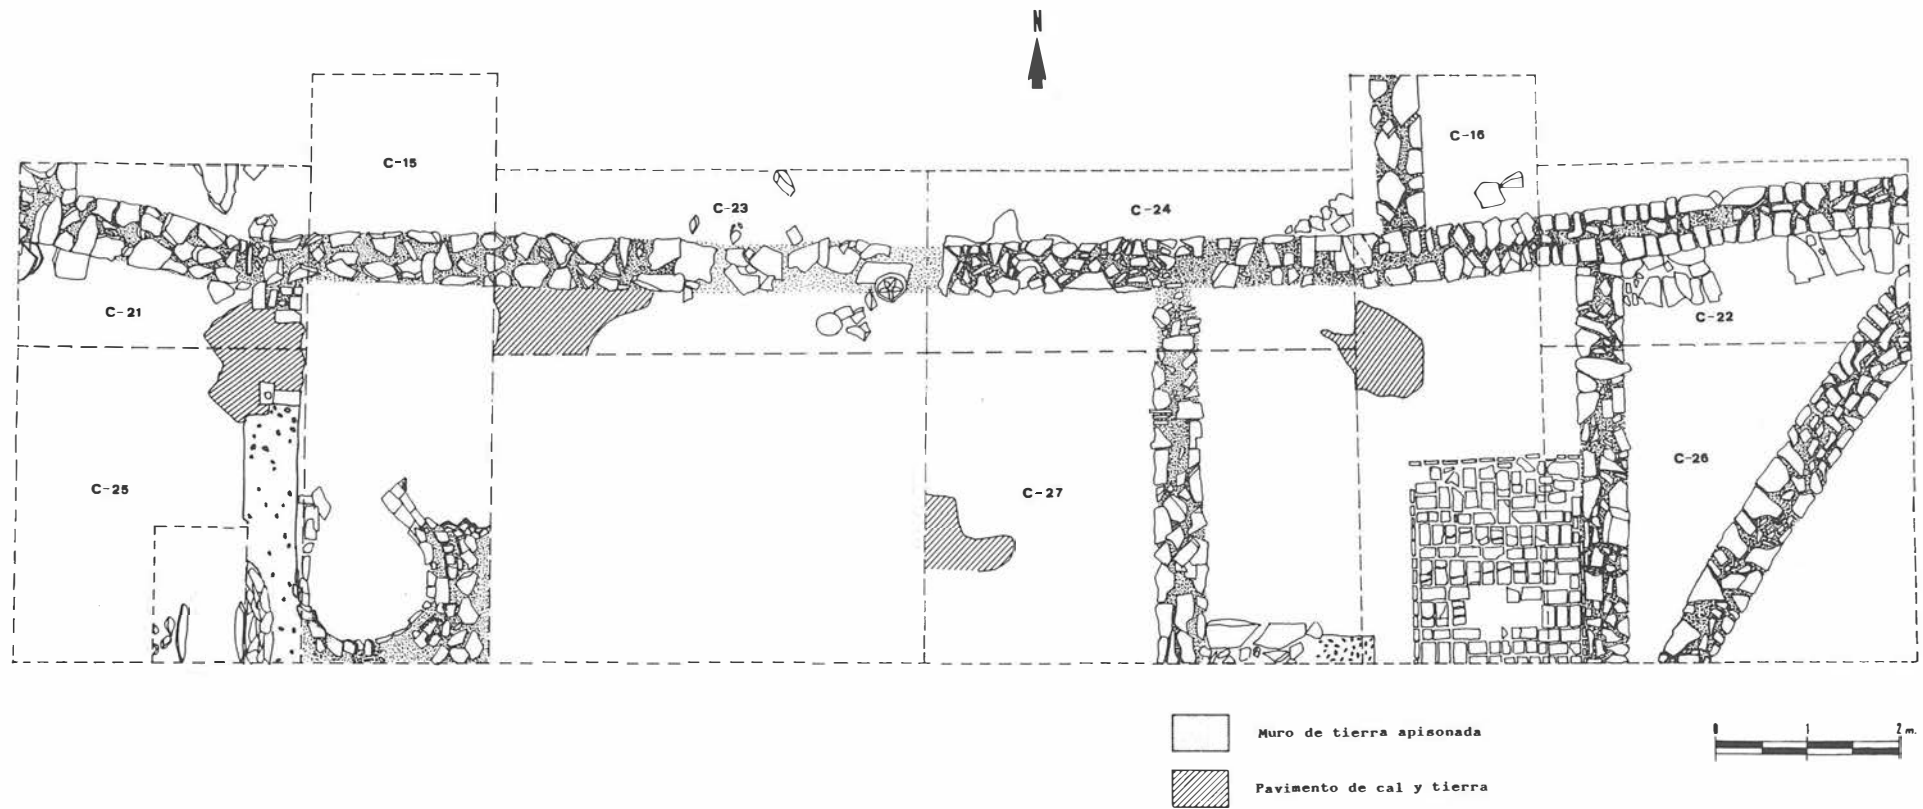 N
C-15
C-16
C-23
C-24
C-21
C-22
C-25
C-27
C-26
0 1 2 m.
Muro de tierra apisonada
Pavimento de cal y tierra